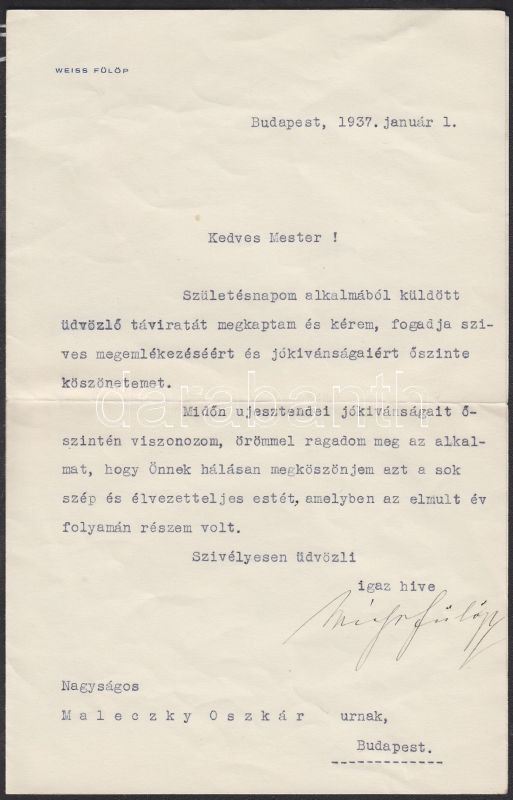 WEISS FÜLÖP
Budapest, 1937. január 1.
Kedves Mester !
Születésnapom alkalmából küldött
üdvözlő táviratát megkaptam és kérem, fogadja szi-
ves megemlékezéséért és jókivánságaiért őszinte
köszönetemet.
darabanth
Midőn ujesztendei jókivánságait ő-
szintén viszonozom, örömmel ragadom meg az alkal-
mat, hogy Önnek hálásan megköszönjem azt a sok
szép és élvezetteljes estét, amelyben az elmult év
folyamán részem volt.
Szivélyesen üdvözli
igaz hive
Weiss Fülöp
Nagyságos
Maleczky Oszkár urnak,
Budapest.